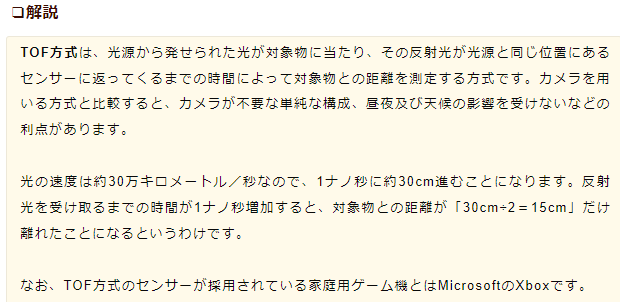 ❏解説
TOF方式は、光源から発せられた光が対象物に当たり、その反射光が光源と同じ位置にある
センサーに返ってくるまでの時間によって対象物との距離を測定する方式です。カメラを用
いる方式と比較すると、カメラが不要な単純な構成、昼夜及び天候の影響を受けないなどの
利点があります。
光の速度は約30万キロメートル／秒なので、1ナノ秒に約30cm進むことになります。反射
光を受け取るまでの時間が1ナノ秒増加すると、対象物との距離が「30cm÷2＝15cm」だけ
離れたことになるというわけです。
なお、TOF方式のセンサーが採用されている家庭用ゲーム機とはMicrosoftのXboxです。